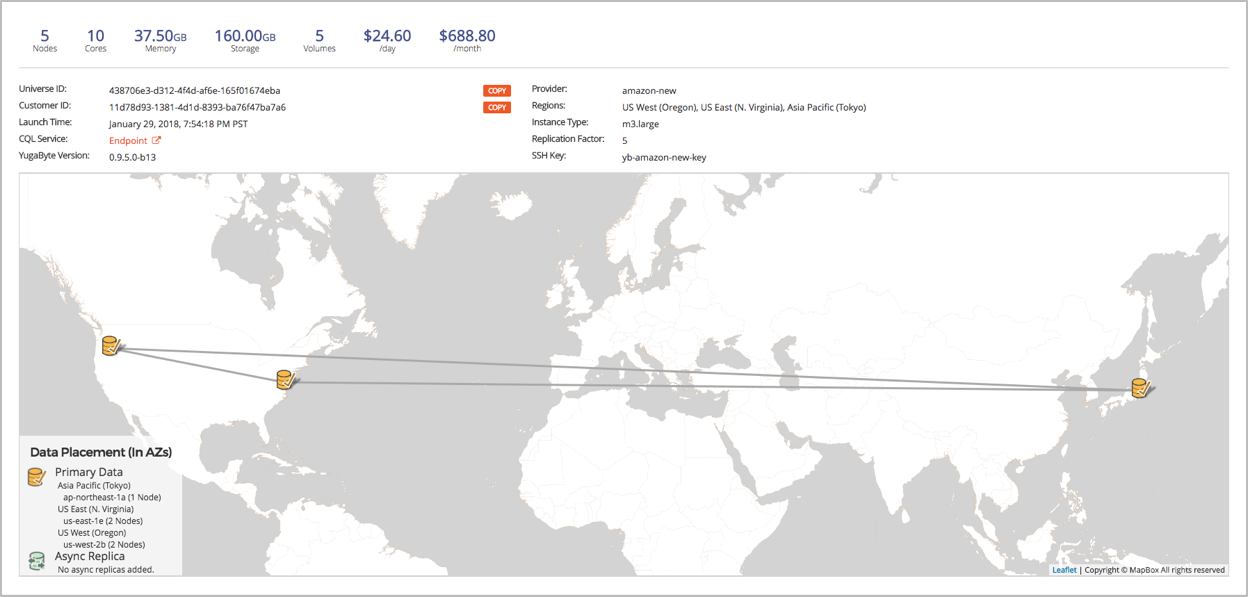 5 10 37.50GB 160.00GB 5 $24.60 $688.80
Nodes Cores Memory Storage Volumes /day /month
Universe ID: 438706e3-d312-4f4d-af6e-165f01674eba COPY
Customer ID: 11d78d93-1381-4d1d-8393-ba76f47ba7a6 COPY
Launch Time: January 29, 2018, 7:54:18 PM PST
CQL Service: Endpoint
YugaByte Version: 0.9.5.0-b13
Provider: amazon-new
Regions: US West (Oregon), US East (N. Virginia), Asia Pacific (Tokyo)
Instance Type: m3.large
Replication Factor: 5
SSH Key: yb-amazon-new-key
Data Placement (In AZs)
Primary Data
Asia Pacific (Tokyo)
ap-northeast-1a (1 Node)
US East (N. Virginia)
us-east-1e (2 Nodes)
US West (Oregon)
us-west-2b (2 Nodes)
Async Replica
No async replicas added.
Leaflet | Copyright © MapBox All rights reserved